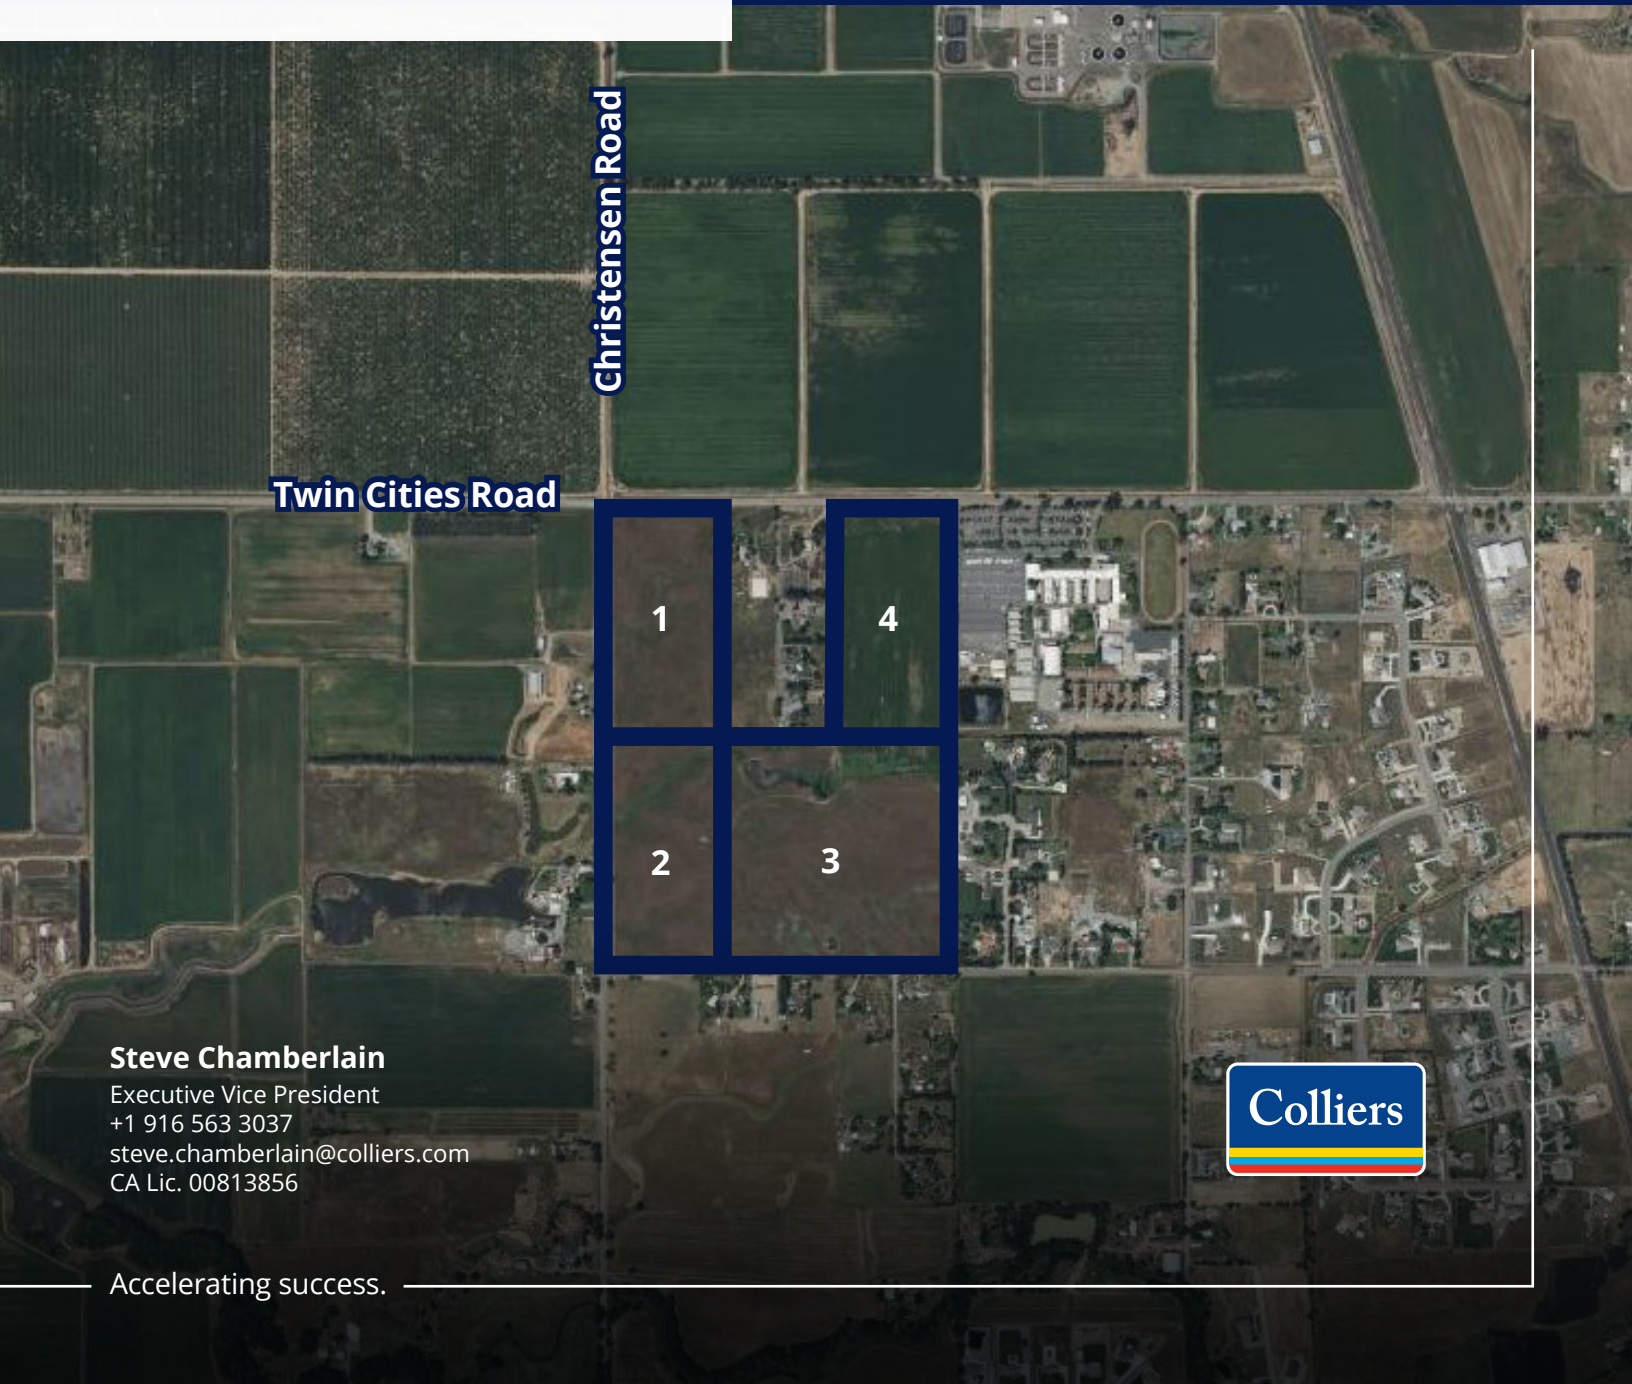 Christensen Road
Twin Cities Road
1
4
2
3
Steve Chamberlain
Executive Vice President
+1 916 563 3037
steve.chamberlain@colliers.com
CA Lic. 00813856
Colliers
Accelerating success.